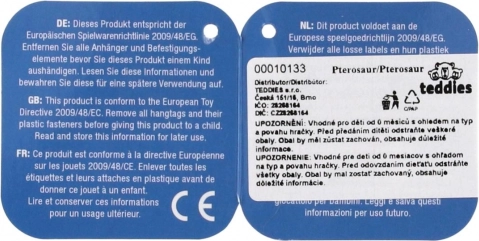 DE: Dieses Produkt entspricht der
Europäischen Spielwarenrichtlinie 2009/48/EG.
Entfernen Sie alle Anhänger und Befestigungs-
elemente bevor Sie dieses Produkt einem Kind
aushändigen. Lesen Sie diese Informationen und
bewahren Sie diese für eine spätere Verwendung auf.
GB: This product is conform to the European Toy
Directive 2009/48/EC. Remove all hangtags and their
plastic fasteners before giving this product to a child.
Read and store this information for later use.
FR: Ce produit est conforme à la directive Européenne
sur les jouets 2009/48/CE. Enlever toutes les
étiquettes et leurs attaches en plastique avant de
donner ce jouet à un enfant.
Lire et conserver ces informations
pour un usage ultérieur.
CE
NL: Dit product voldoet aan de
Europese speelgoedrichtlijn 2009/48/EG.
Verwijder alle losse labels en hun plastiek
00010133 Pterosaur/Pterosaur
teddies
Distributor/Distribútor:
TEDDIES s.r.o.
Česká 151/16, Brno
IČO: 28268164
DIČ: CZ28268164
C/PAP
UPOZORNĚNÍ: Vhodné pro děti od 0 měsíců s ohledem na
typ a povahu hračky. Před předáním dítěti odstraňte veškeré
obaly. Obal by měl zůstat zachován, obsahuje důležité infor-
mace.
UPOZORNENIE: Vhodné pre deti od 0 mesiacov s ohľadom na
typ a povahu hračky. Pred odovzdaním dieťaťu odstráňte
všetky obaly. Obal by mal zostať zachovaný, obsahuje
dôležité informácie.
giocattolo per bambini. Leggi e salva questi
informazioni per uso futuro.